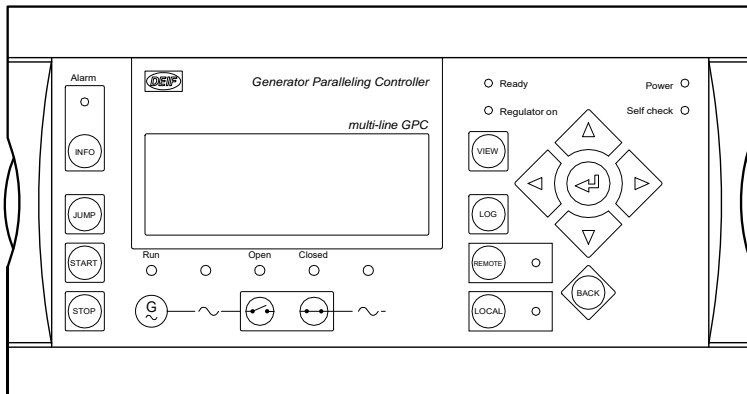 Alarm
INFO
JUMP
START
STOP
DEIF
Generator Paralleling Controller
multi-line GPC
Run
Open
Closed
G
Ready
Power
Regulator on
Self check
VIEW
LOG
REMOTE
LOCAL
BACK